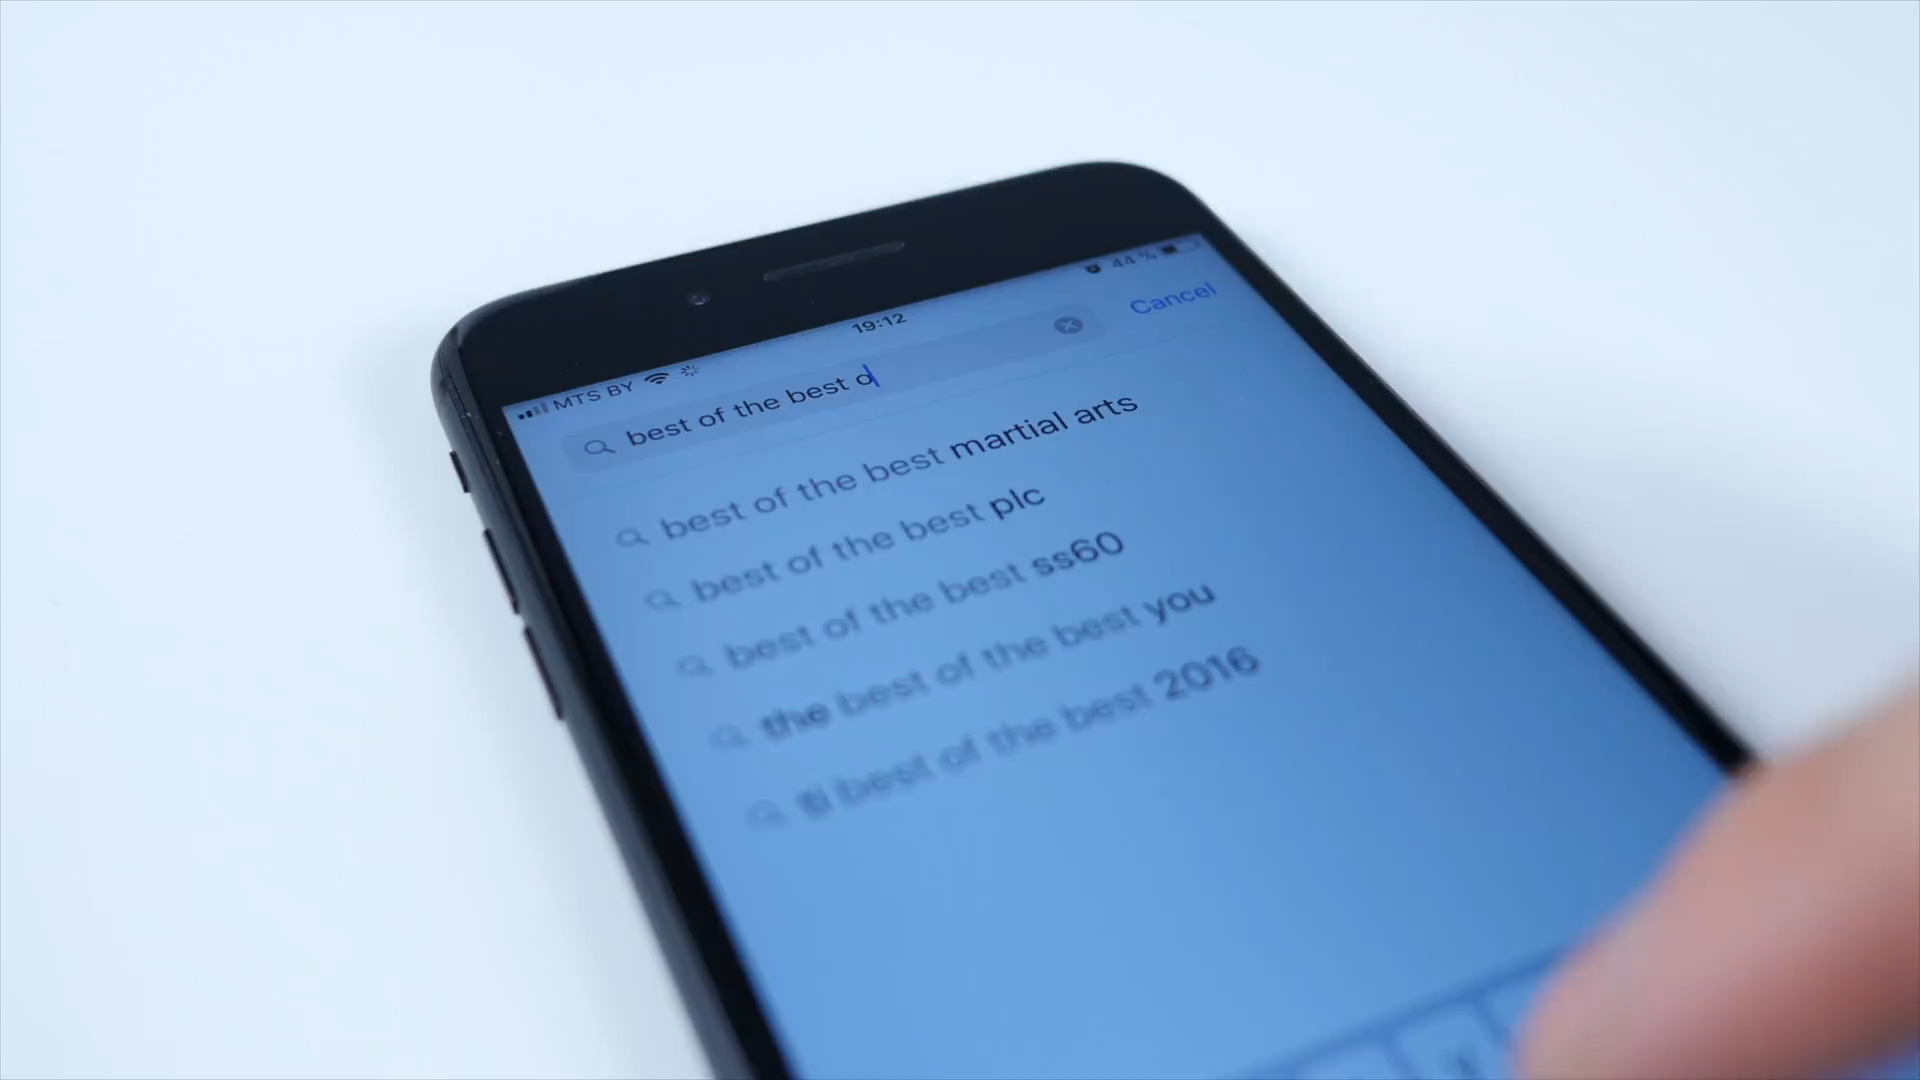 MTS BY 19:12 44 %
best of the best o Cancel
best of the best martial arts
best of the best plc
best of the best ss60
the best of the best you
best of the best 2016